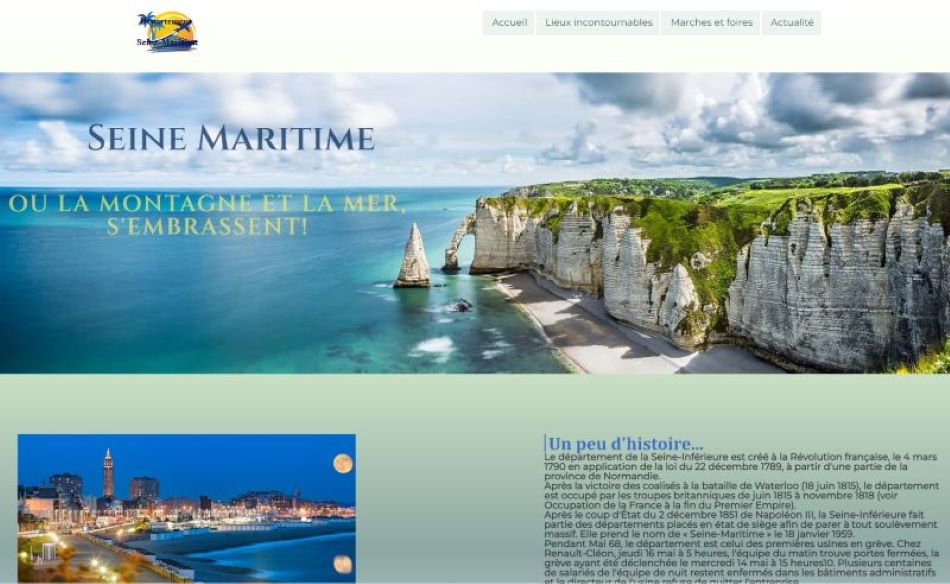 Département
Seine-Maritime
Accueil
Lieux incontournables
Marches et foires
Actualité
Seine Maritime
OU LA MONTAGNE ET LA MER,
S'EMBRASSENT!
Un peu d'histoire...
Le département de la Seine-Inférieure est créé à la Révolution française, le 4 mars
1790 en application de la loi du 22 décembre 1789, à partir d'une partie de la
province de Normandie.
Après la victoire des coalisés à la bataille de Waterloo (18 juin 1815), le département
est occupé par les troupes britanniques de juin 1815 à novembre 1818 (voir
Occupation de la France à la fin du Premier Empire).
Après le coup d'État du 2 décembre 1851 de Napoléon III, la Seine-Inférieure fait
partie des départements placés en état de siège afin de parer à tout soulèvement
massif. Elle prend le nom de « Seine-Maritime » le 18 janvier 1959.
Pendant Mai 68, le département est celui des premières usines en grève. Chez
Renault-Cléon, jeudi 16 mai à 5 heures, l'équipe du matin trouve portes fermées, la
grève ayant été déclenchée le mercredi 14 mai à 15 heures10. Plusieurs centaines
de salariés de l'équipe de nuit restent enfermés dans les bâtiments administratifs
et le directeur de l'usine refuse de quitter l'entreprise.